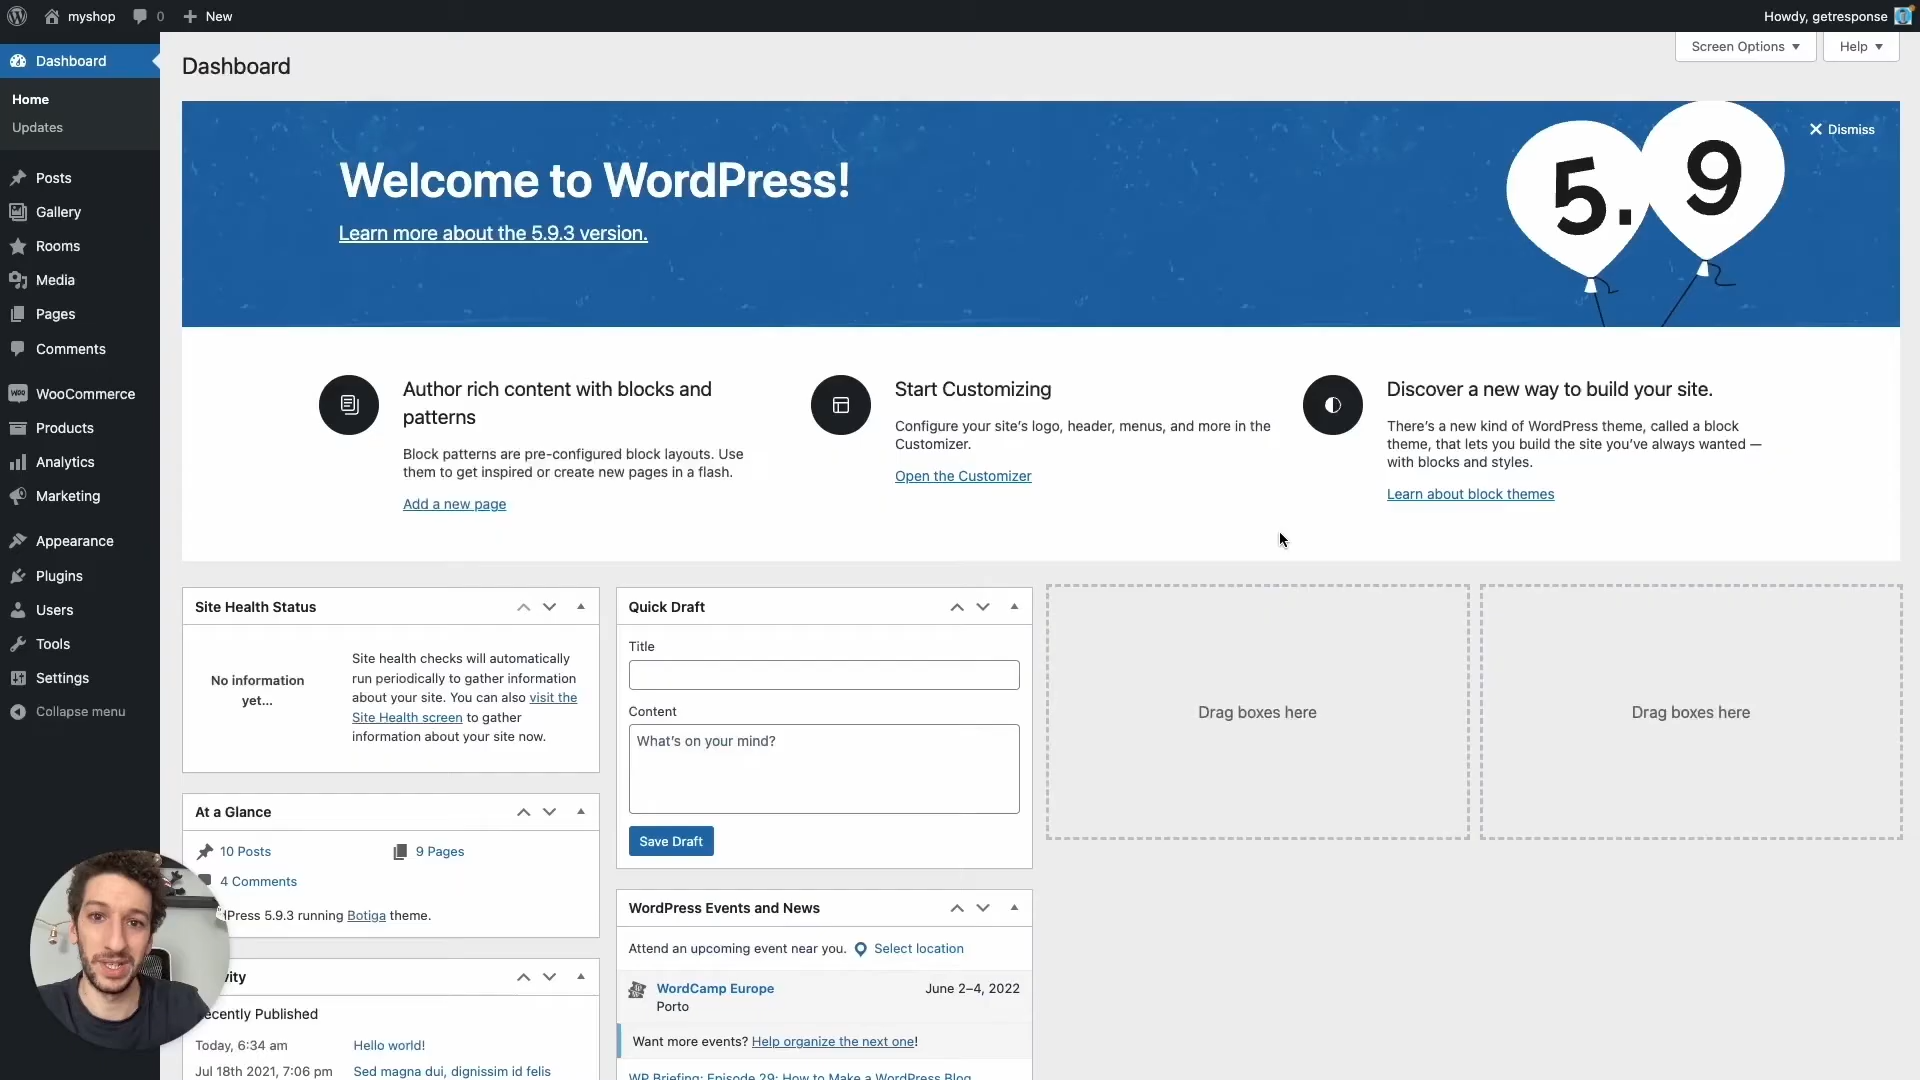 myshop
0
New
Howdy, getresponse
Dashboard
Home
Updates
Posts
Gallery
Rooms
Media
Pages
Comments
WooCommerce
Products
Analytics
Marketing
Appearance
Plugins
Users
Tools
Settings
Collapse menu
Dashboard
Screen Options
Help
Welcome to WordPress!
Learn more about the 5.9.3 version.
5.9
Dismiss
Author rich content with blocks and
patterns
Block patterns are pre-configured block layouts. Use
them to get inspired or create new pages in a flash.
Add a new page
Start Customizing
Configure your site's logo, header, menus, and more in the
Customizer.
Open the Customizer
Discover a new way to build your site.
There's a new kind of WordPress theme, called a block
theme, that lets you build the site you've always wanted —
with blocks and styles.
Learn about block themes
Site Health Status
No information
yet...
Site health checks will automatically
run periodically to gather information
about your site. You can also visit the
Site Health screen to gather
information about your site now.
At a Glance
10 Posts
9 Pages
4 Comments
dPress 5.9.3 running Botiga theme.
vity
ecently Published
Today, 6:34 am
Hello world!
Jul 18th 2021, 7:06 pm
Sed magna dui, dignissim id felis
Quick Draft
Title
Content
What's on your mind?
Save Draft
WordPress Events and News
Attend an upcoming event near you.
Select location
WordCamp Europe
June 2–4, 2022
Porto
Want more events? Help organize the next one!
WP Briefing: Episode 29: How to Make a WordPress Blog
Drag boxes here
Drag boxes here